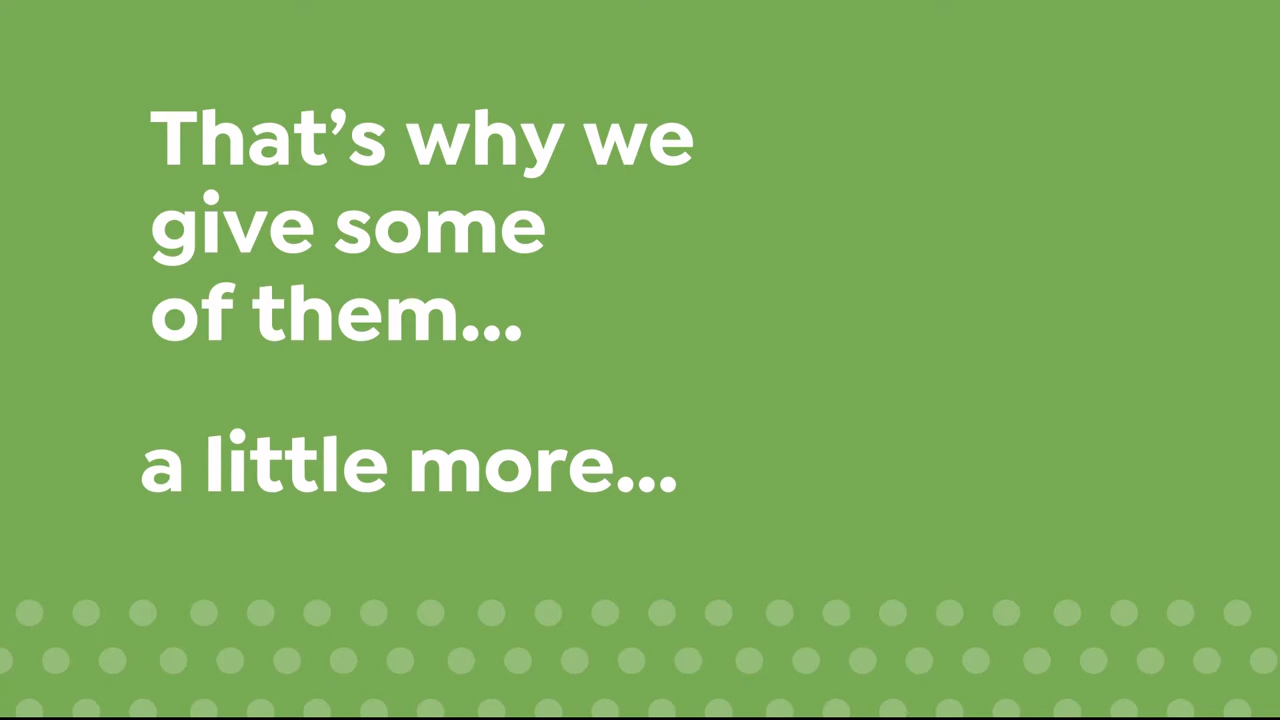 That’s why we
give some
of them...
a little more...